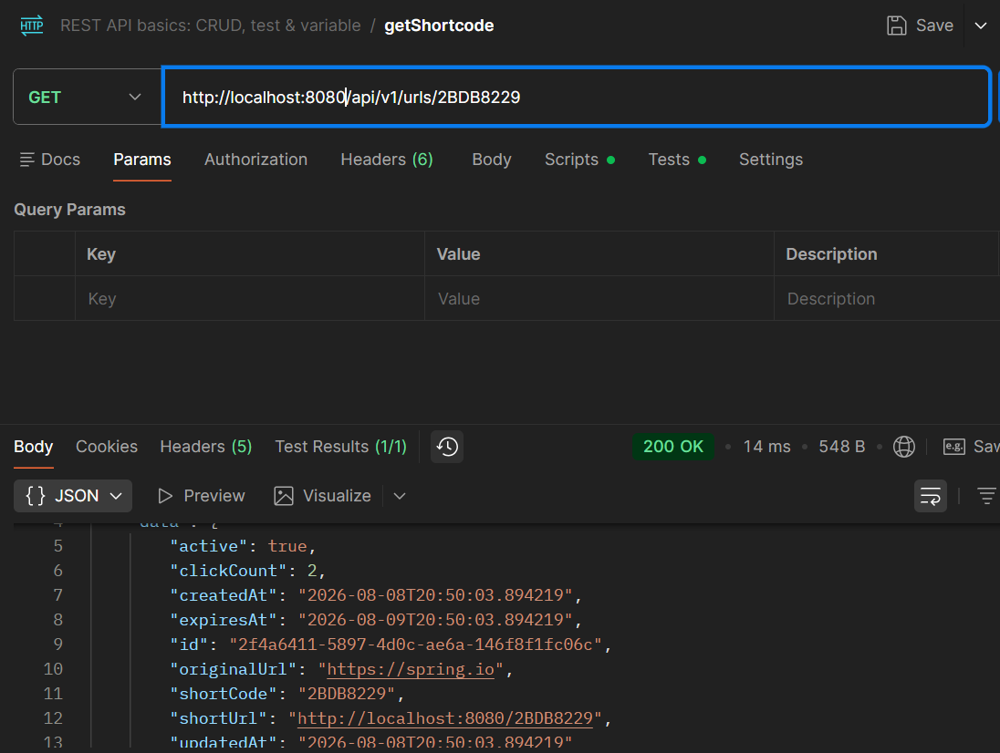 HTTP REST API basics: CRUD, test & variable / getShortcode Save
GET http://localhost:8080/api/v1/urls/2BDB8229
Docs Params Authorization Headers (6) Body Scripts Tests Settings
Query Params
Key Value Description
Key Value Description
Body Cookies Headers (5) Test Results (1/1) 200 OK • 14 ms • 548 B • e.g. Sav
{} JSON Preview Visualize
4 "data": {
5 "active": true,
6 "clickCount": 2,
7 "createdAt": "2026-08-08T20:50:03.894219",
8 "expiresAt": "2026-08-09T20:50:03.894219",
9 "id": "2f4a6411-5897-4d0c-ae6a-146f8f1fc06c",
10 "originalUrl": "https://spring.io",
11 "shortCode": "2BDB8229",
12 "shortUrl": "http://localhost:8080/2BDB8229",
13 "updatedAt": "2026-08-08T20:50:03.894219"